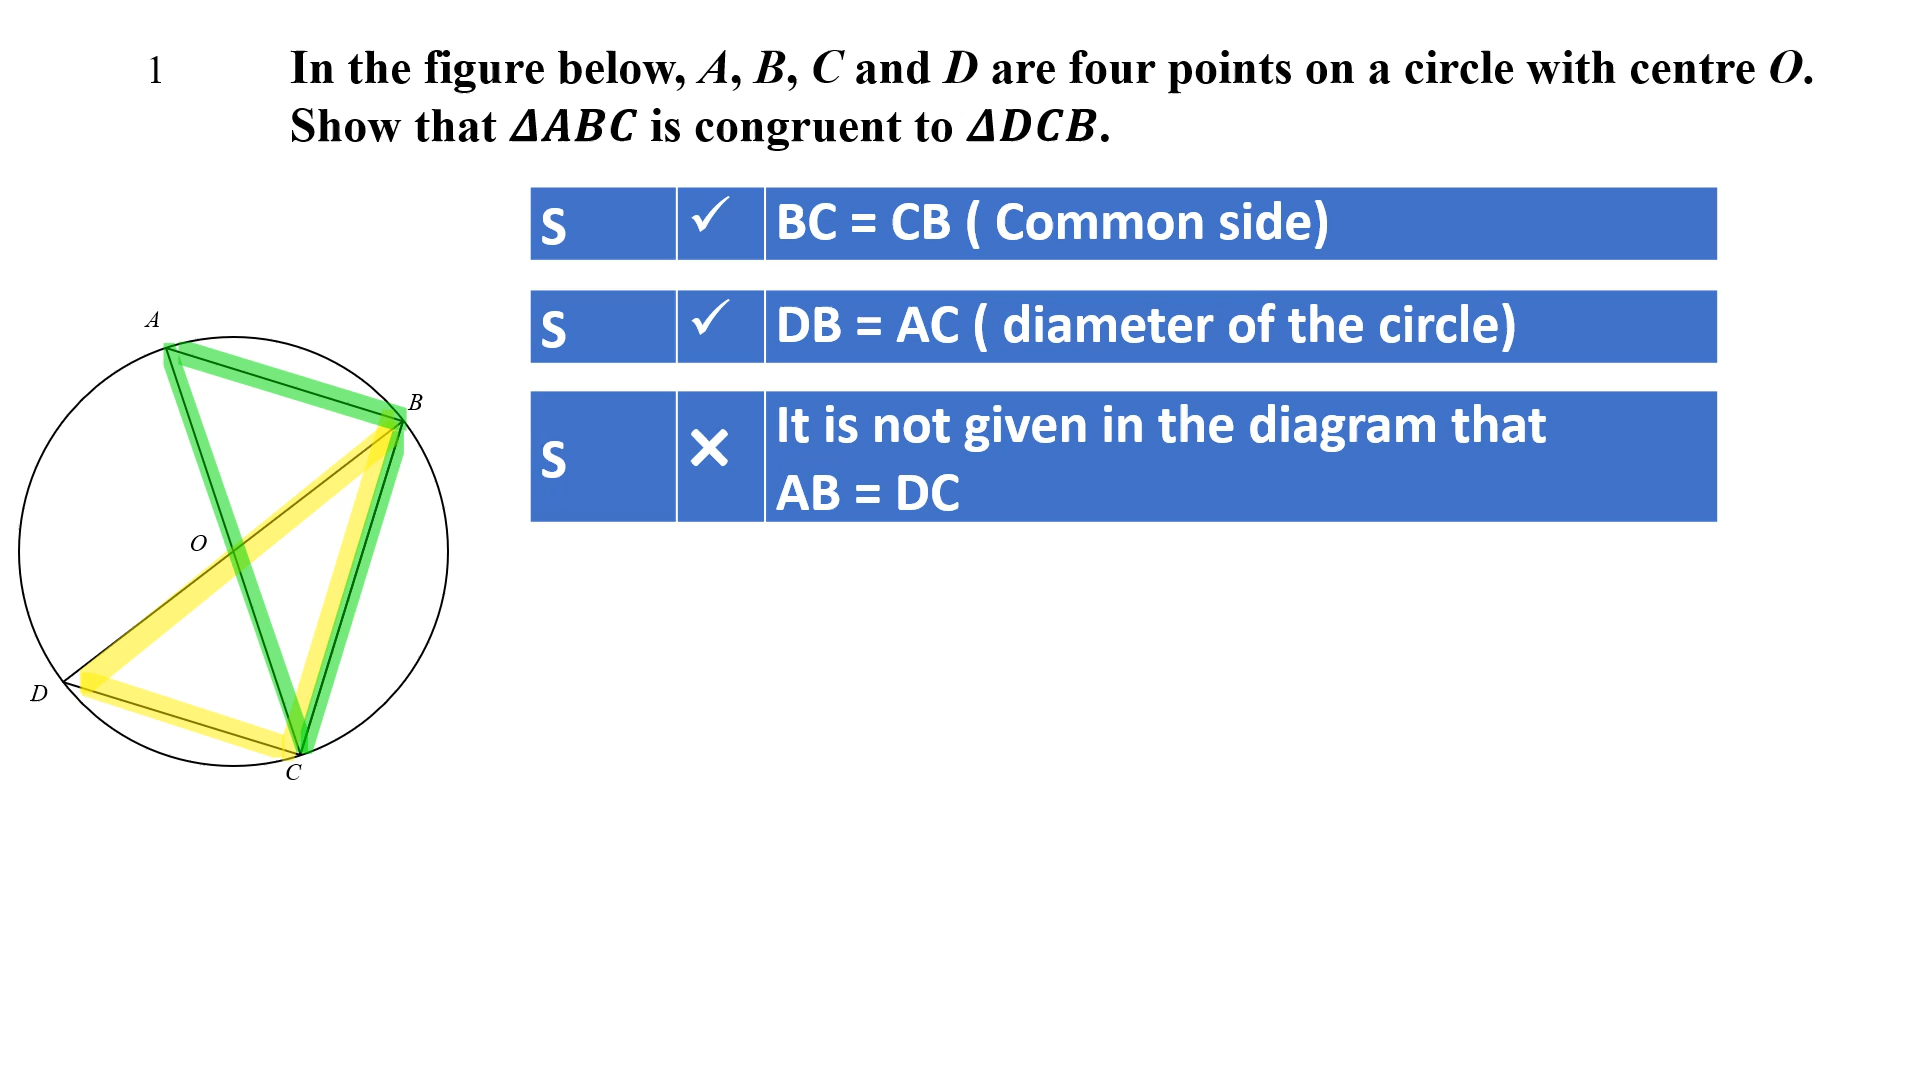 1 In the figure below, A, B, C and D are four points on a circle with centre O.
Show that ΔABC is congruent to ΔDCB.
S ✓ BC = CB ( Common side)
S ✓ DB = AC ( diameter of the circle)
S ✕ It is not given in the diagram that
AB = DC
A
B
O
D
C